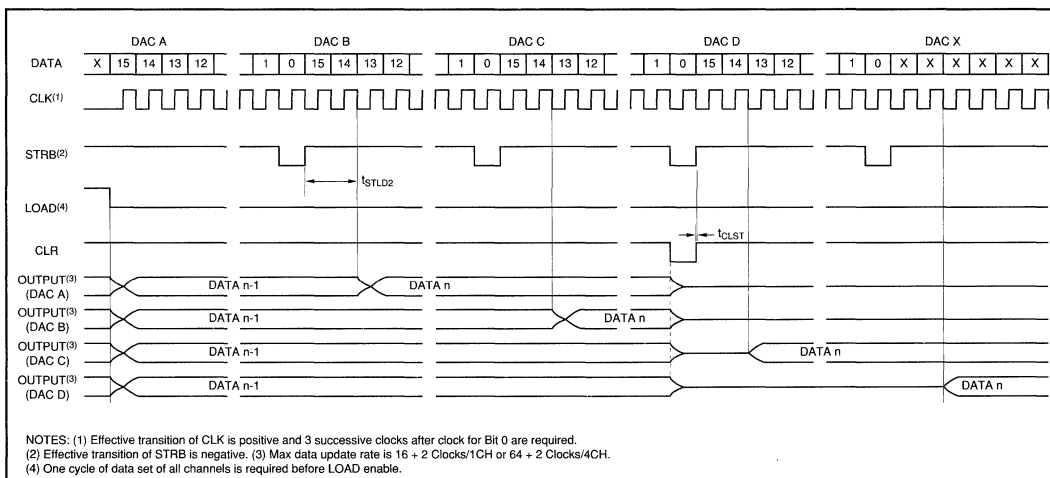 DAC A DAC B DAC C DAC D DAC X
DATA X 15 14 13 12 1 0 15 14 13 12 1 0 15 14 13 12 1 0 15 14 13 12 1 0 X X X X X X
CLK(1)
STRB(2)
tSTLD2
LOAD(4)
tCLST
CLR
OUTPUT(3)
(DAC A)
DATA n-1 DATA n
OUTPUT(3)
(DAC B)
DATA n-1 DATA n
OUTPUT(3)
(DAC C)
DATA n-1 DATA n
OUTPUT(3)
(DAC D)
DATA n-1 DATA n
NOTES: (1) Effective transition of CLK is positive and 3 successive clocks after clock for Bit 0 are required.
(2) Effective transition of STRB is negative. (3) Max data update rate is 16 + 2 Clocks/1CH or 64 + 2 Clocks/4CH.
(4) One cycle of data set of all channels is required before LOAD enable.